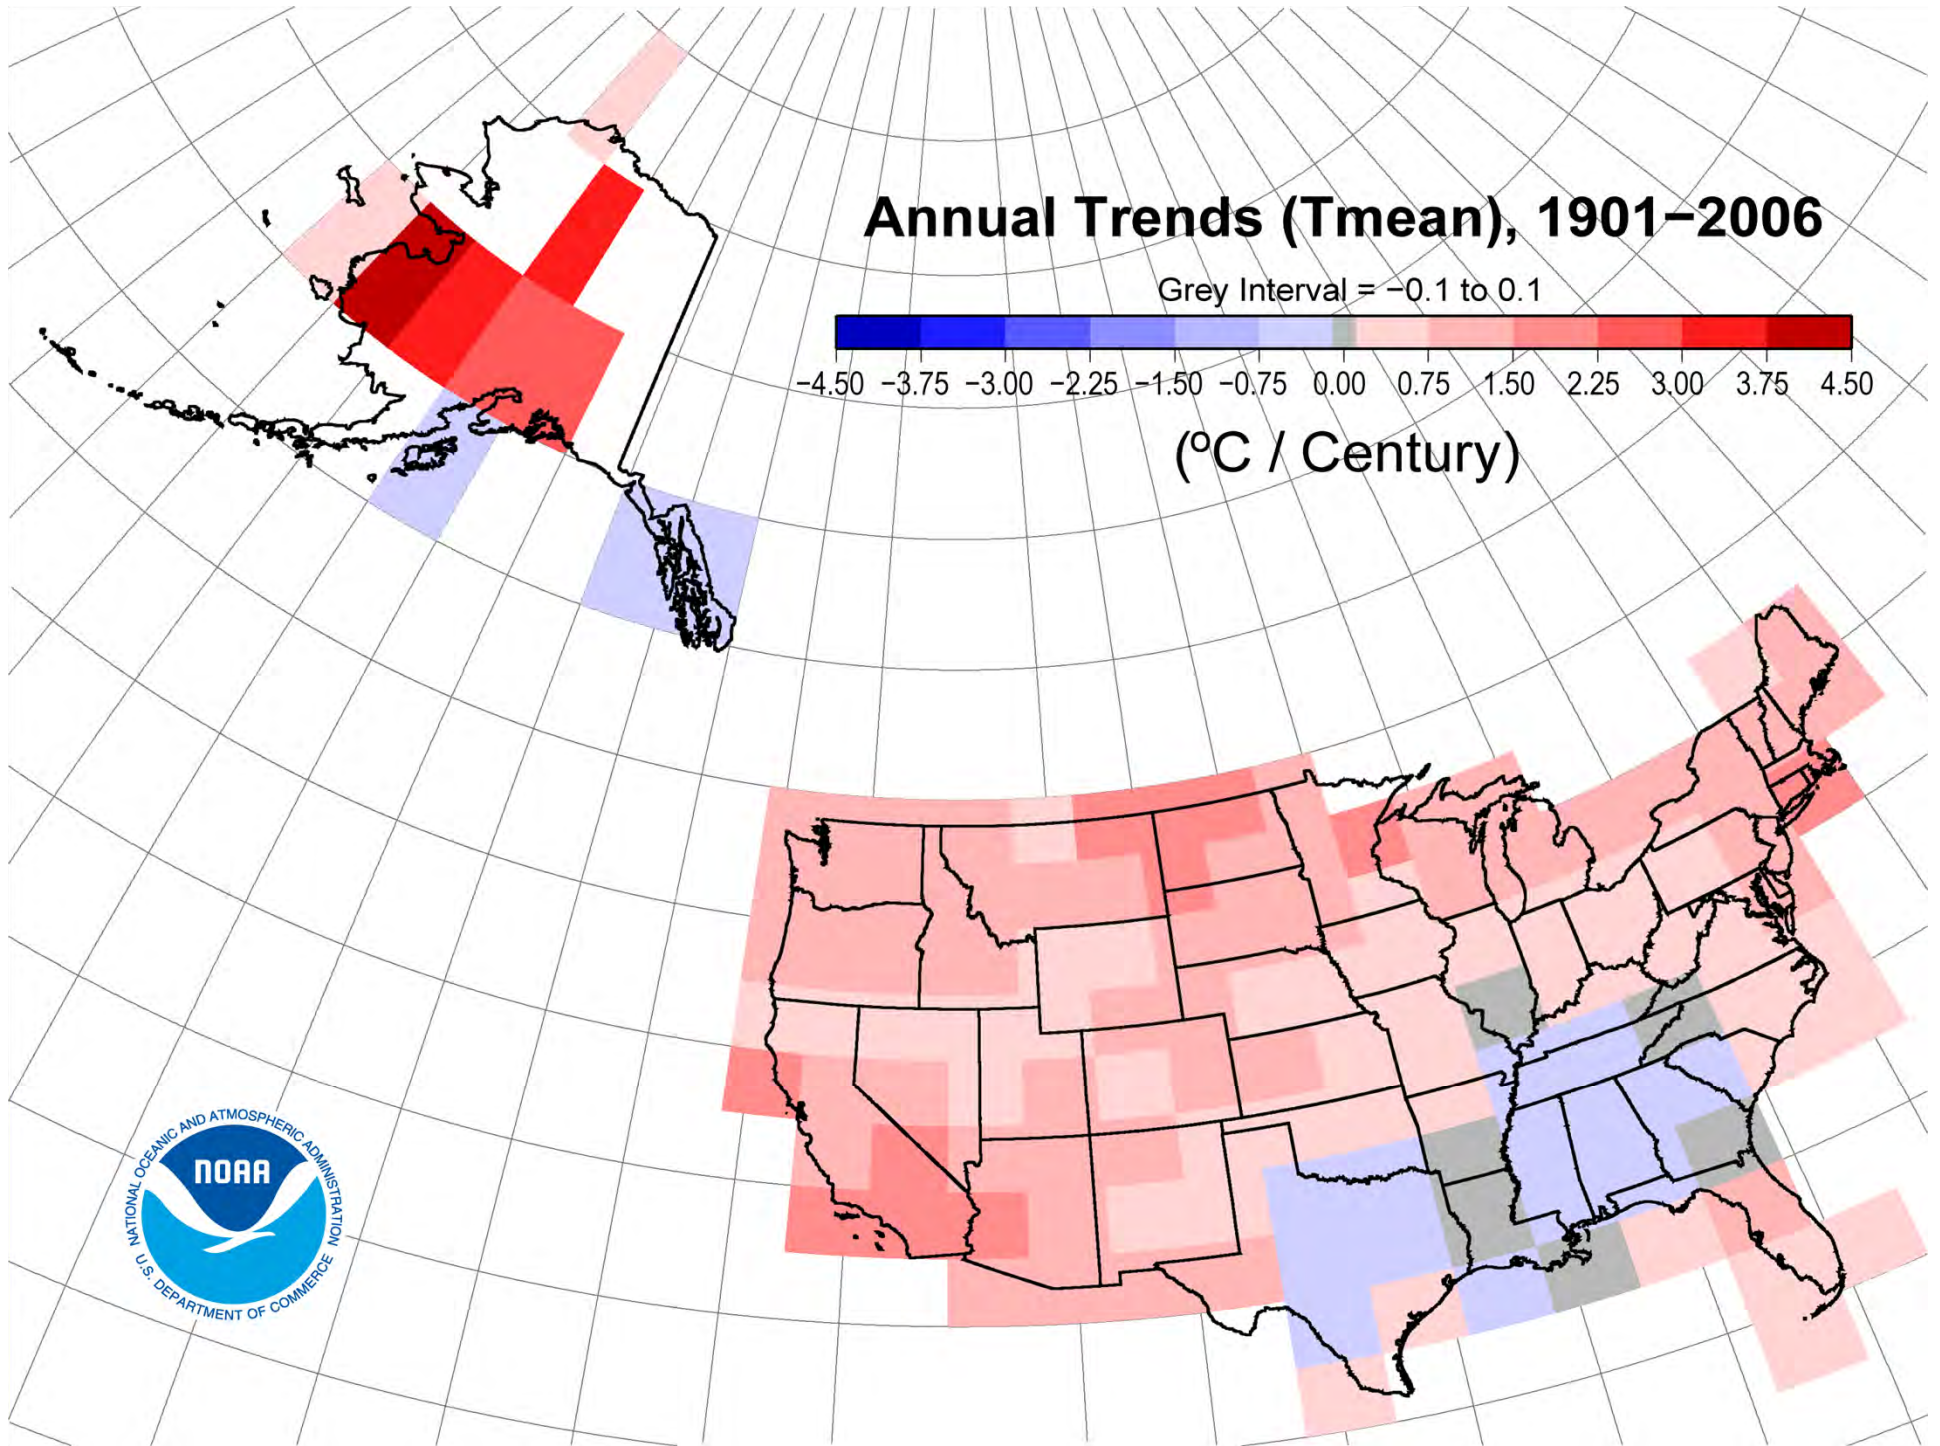 Annual Trends (Tmean), 1901−2006
Grey Interval = −0.1 to 0.1
−4.50 −3.75 −3.00 −2.25 −1.50 −0.75 0.00 0.75 1.50 2.25 3.00 3.75 4.50
(ºC / Century)
NATIONAL OCEANIC AND ATMOSPHERIC ADMINISTRATION
NOAA
U.S. DEPARTMENT OF COMMERCE